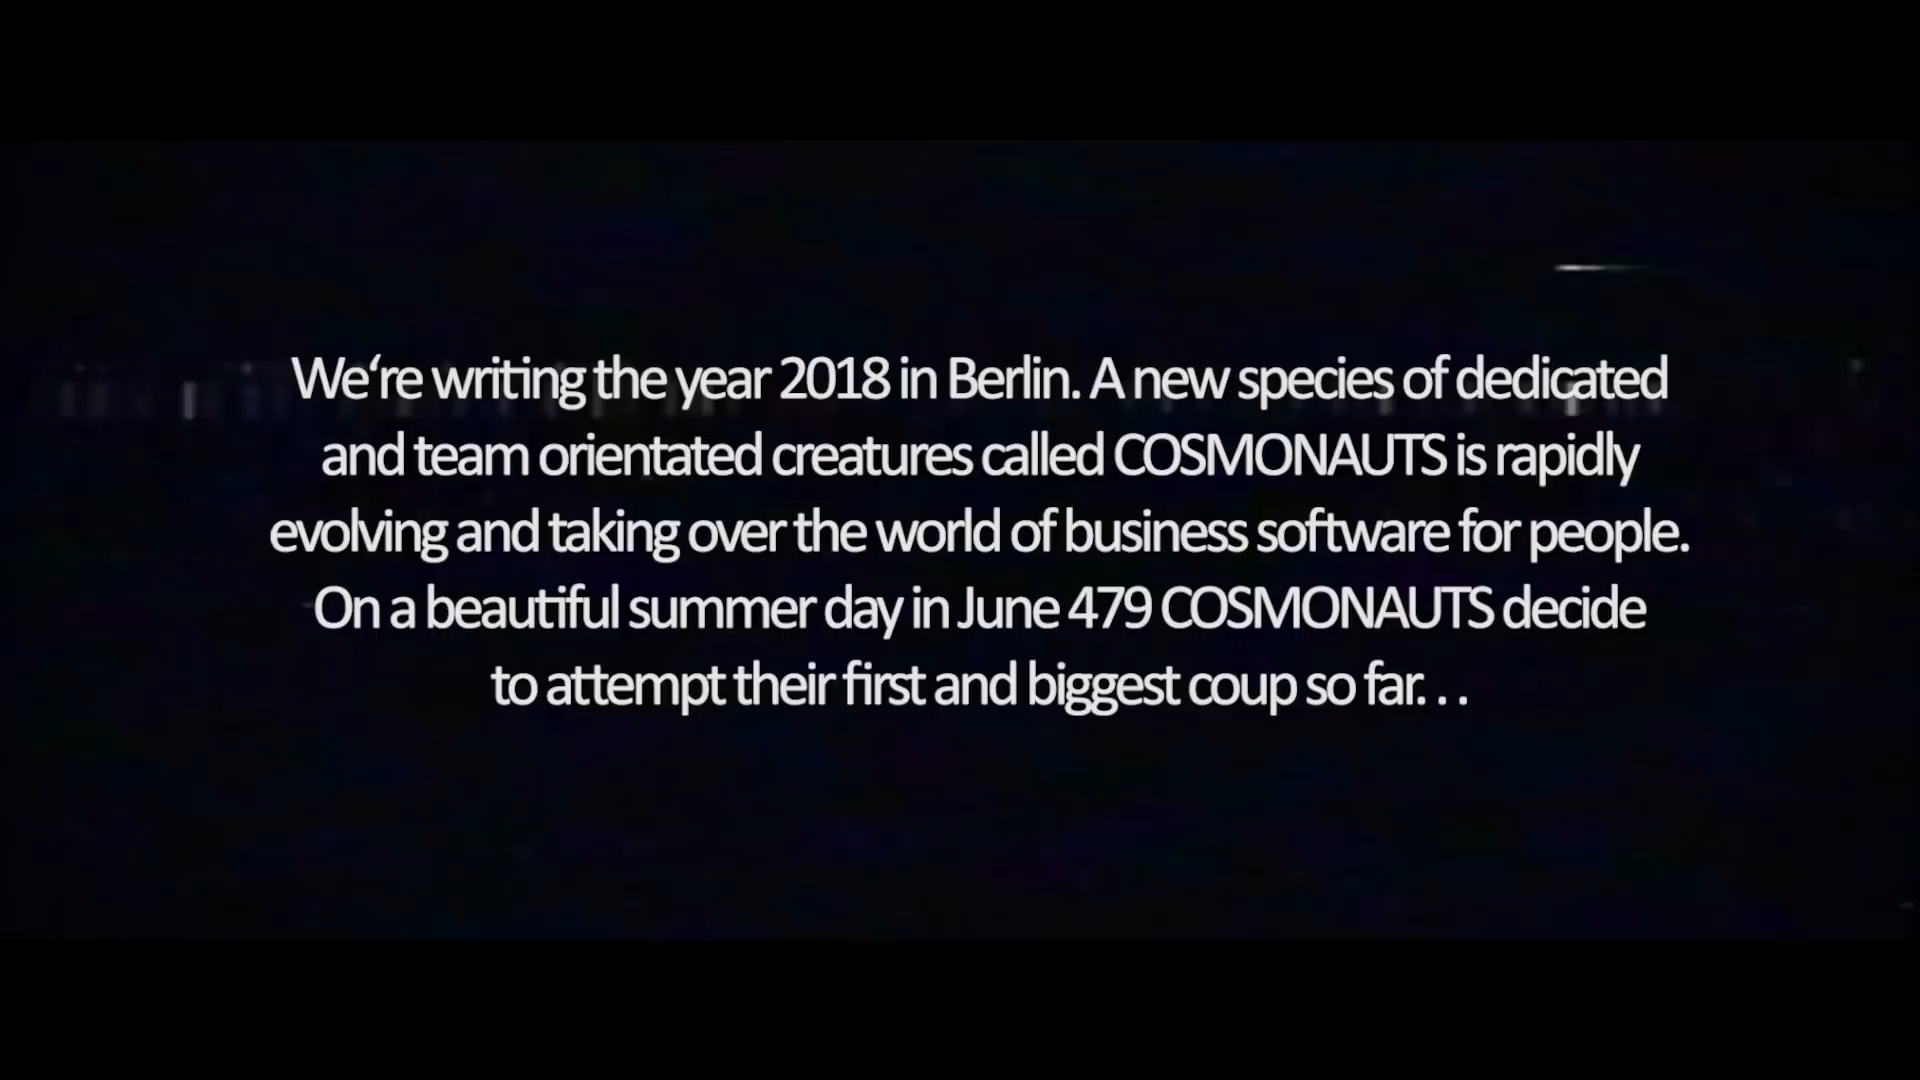 We‘re writing the year 2018 in Berlin. A new species of dedicated
and team orientated creatures called COSMONAUTS is rapidly
evolving and taking over the world of business software for people.
On a beautiful summer day in June 479 COSMONAUTS decide
to attempt their first and biggest coup so far. . .